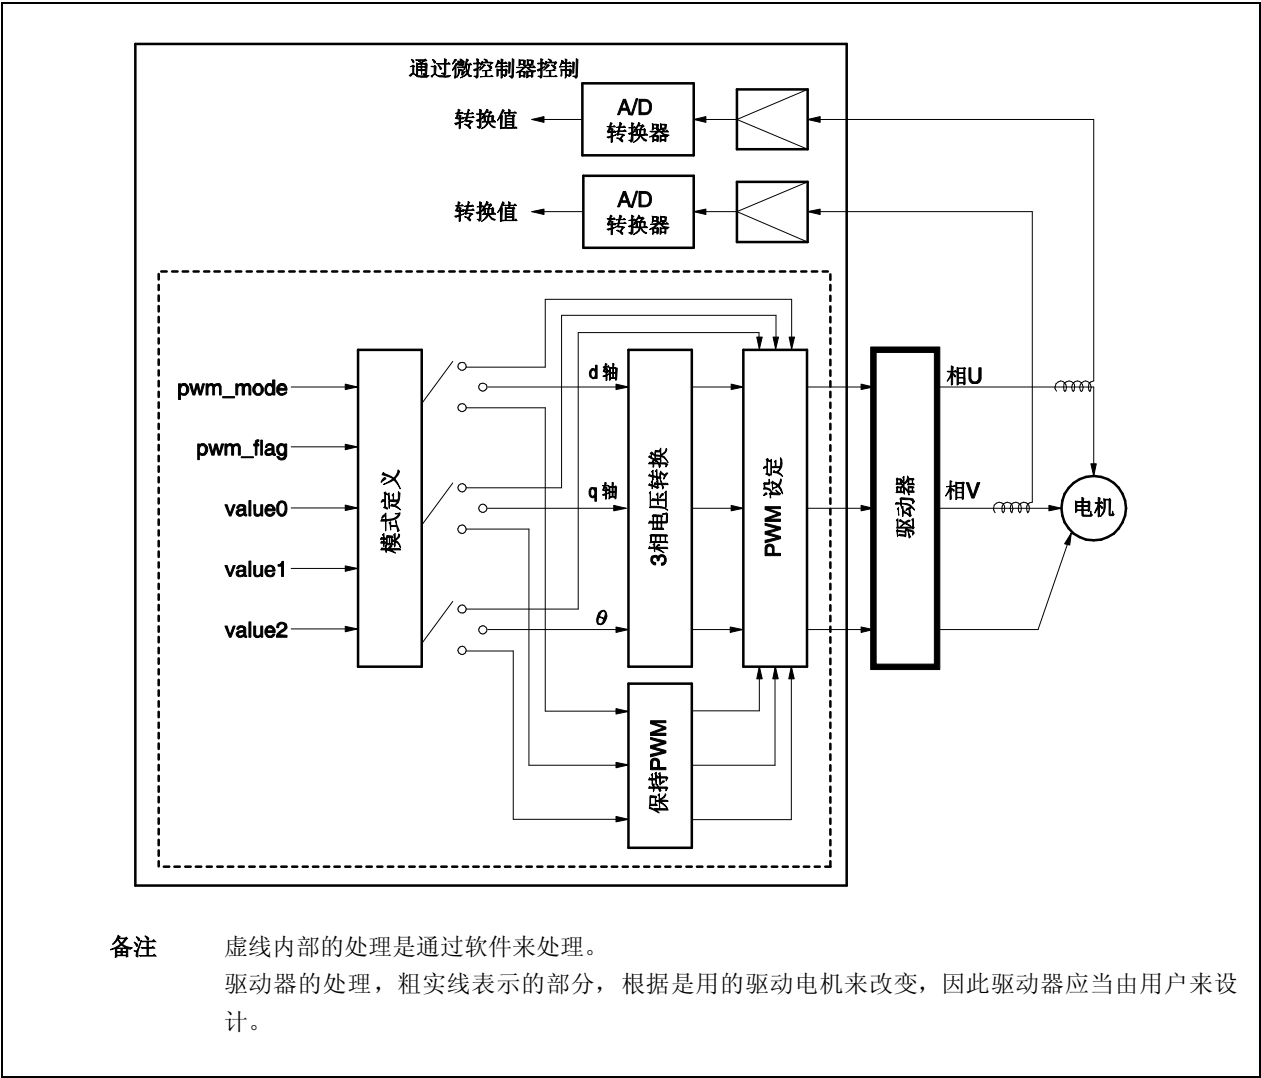 通过微控制器控制
转换值
A/D
转换器
转换值
A/D
转换器
pwm_mode
pwm_flag
value0
value1
value2
模式定义
d 轴
q 轴
θ
3相电压转换
PWM 设定
保持PWM
驱动器
相U
相V
电机
备注
虚线内部的处理是通过软件来处理。
驱动器的处理，粗实线表示的部分，根据是用的驱动电机来改变，因此驱动器应当由用户来设
计。